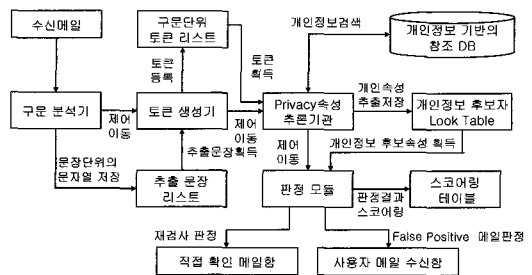 수신메일
구문단위
토큰 리스트
개인정보검색
개인정보 기반의
참조 DB
토큰
등록
토큰
획득
구문 분석기
제어
이동
토큰 생성기
제어
이동
Privacy속성
추론기관
개인속성
추출저장
개인정보 후보자
Look Table
문장단위의
문자열 저장
추출문장획득
제어
이동
개인정보 후보속성 획득
추출 문장
리스트
판정 모듈
판정결과
스코어링
스코어링
테이블
재검사 판정
False Positive 메일판정
직접 확인 메일함
사용자 메일 수신함